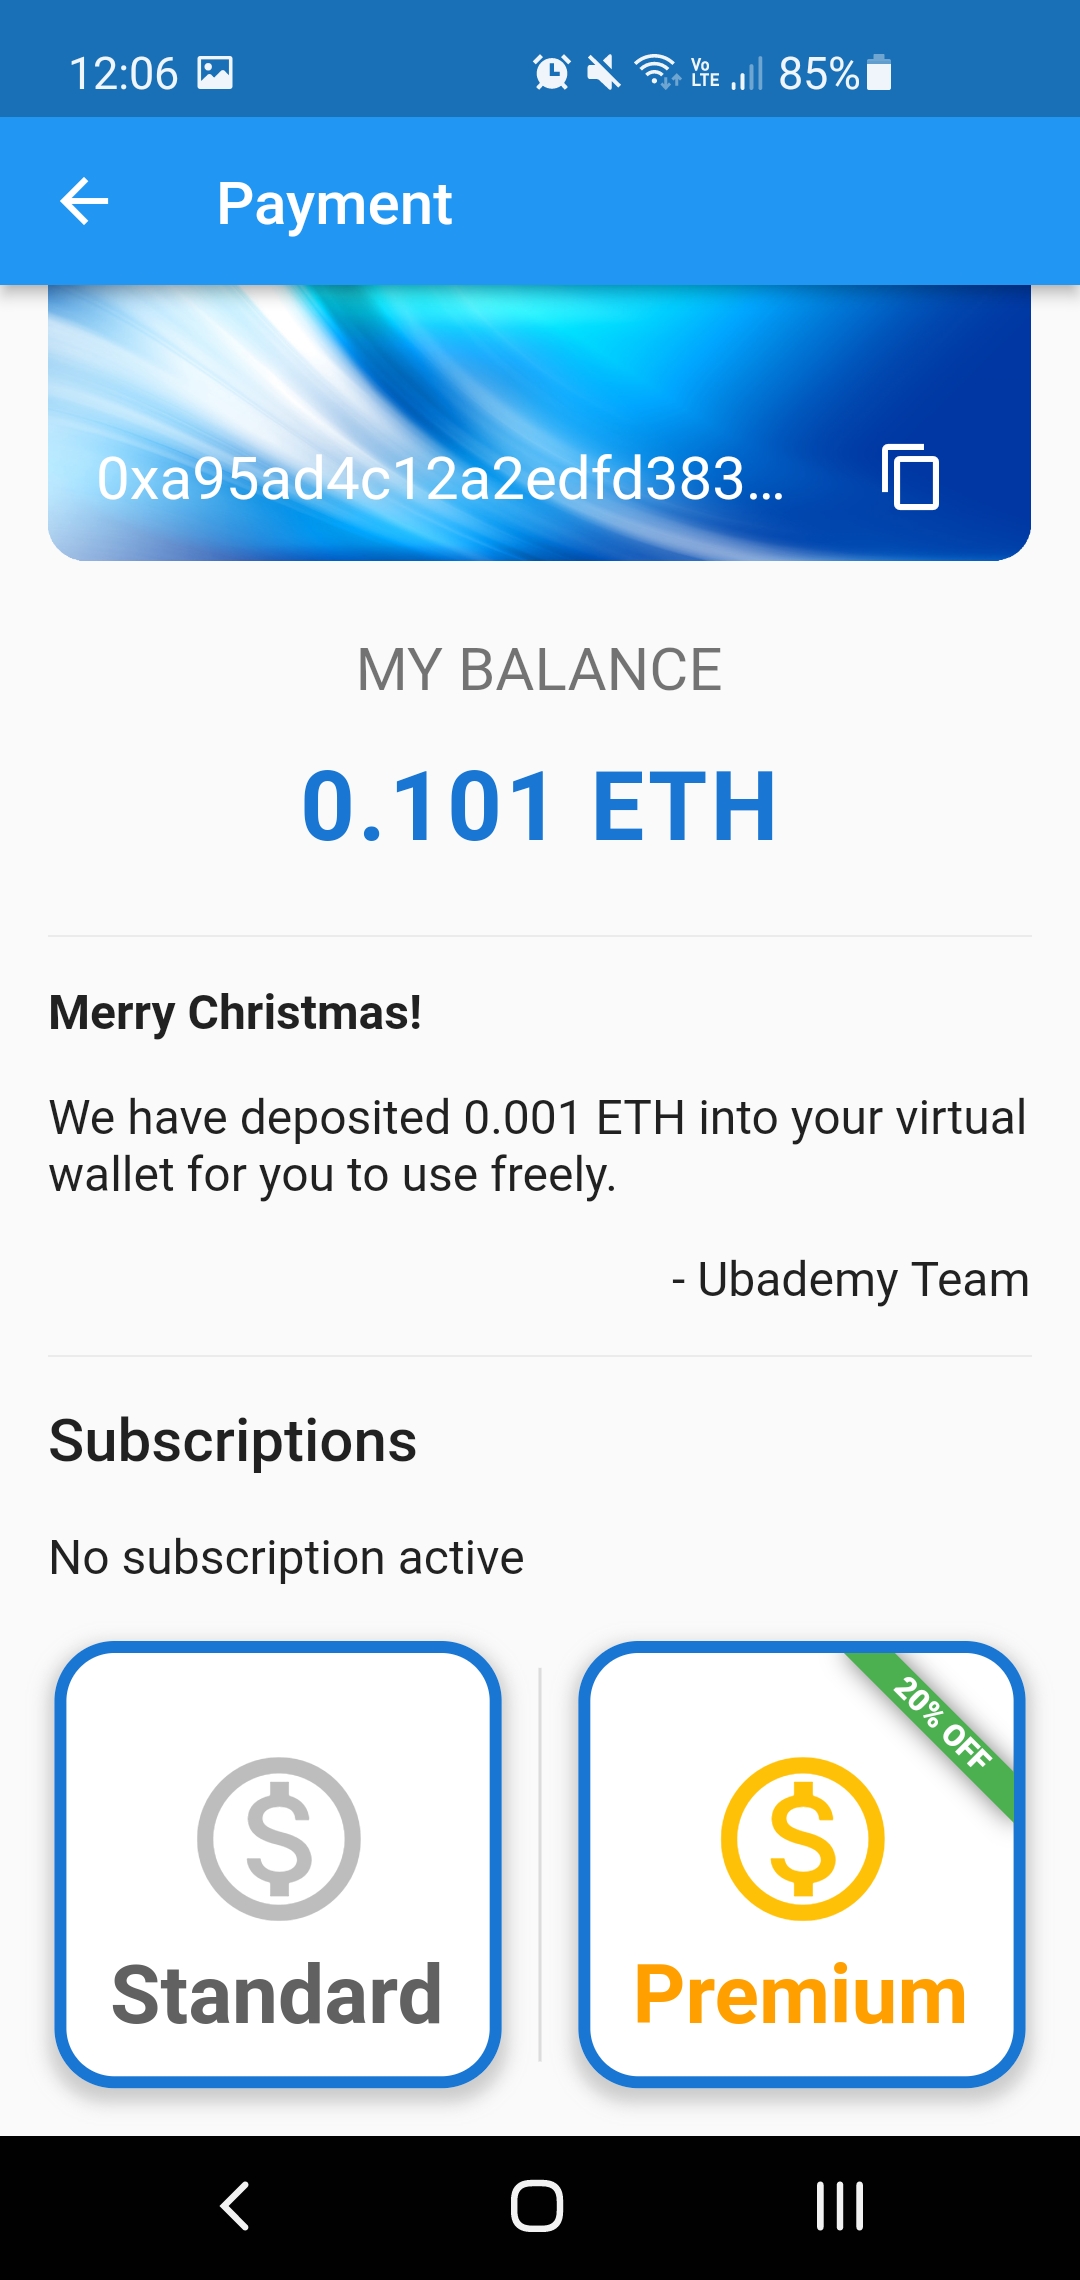 12:06
Vo
LTE
85%
Payment
0xa95ad4c12a2edfd383...
MY BALANCE
0.101 ETH
Merry Christmas!
We have deposited 0.001 ETH into your virtual
wallet for you to use freely.
- Ubademy Team
Subscriptions
No subscription active
20% OFF
Standard
Premium